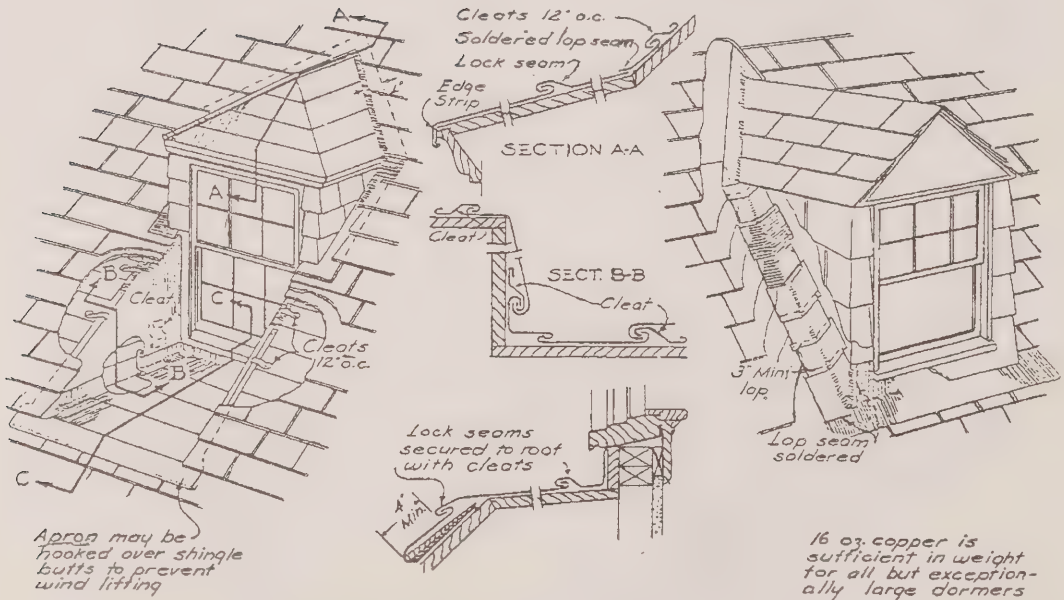 A
Cleats 12" o.c.
Soldered lap seam
Lock seam
Edge
Strip
SECTION A-A
A
Cleat
SECT. B-B
Cleat
B
Cleat
C
Cleats
12" o.c.
B
3" Min.
lap
Lap seam
soldered
Lock seams
secured to roof
with cleats
4"
Min.
C
Apron may be
hooked over shingle
butts to prevent
wind lifting
16 oz. copper is
sufficient in weight
for all but exception-
ally large dormers